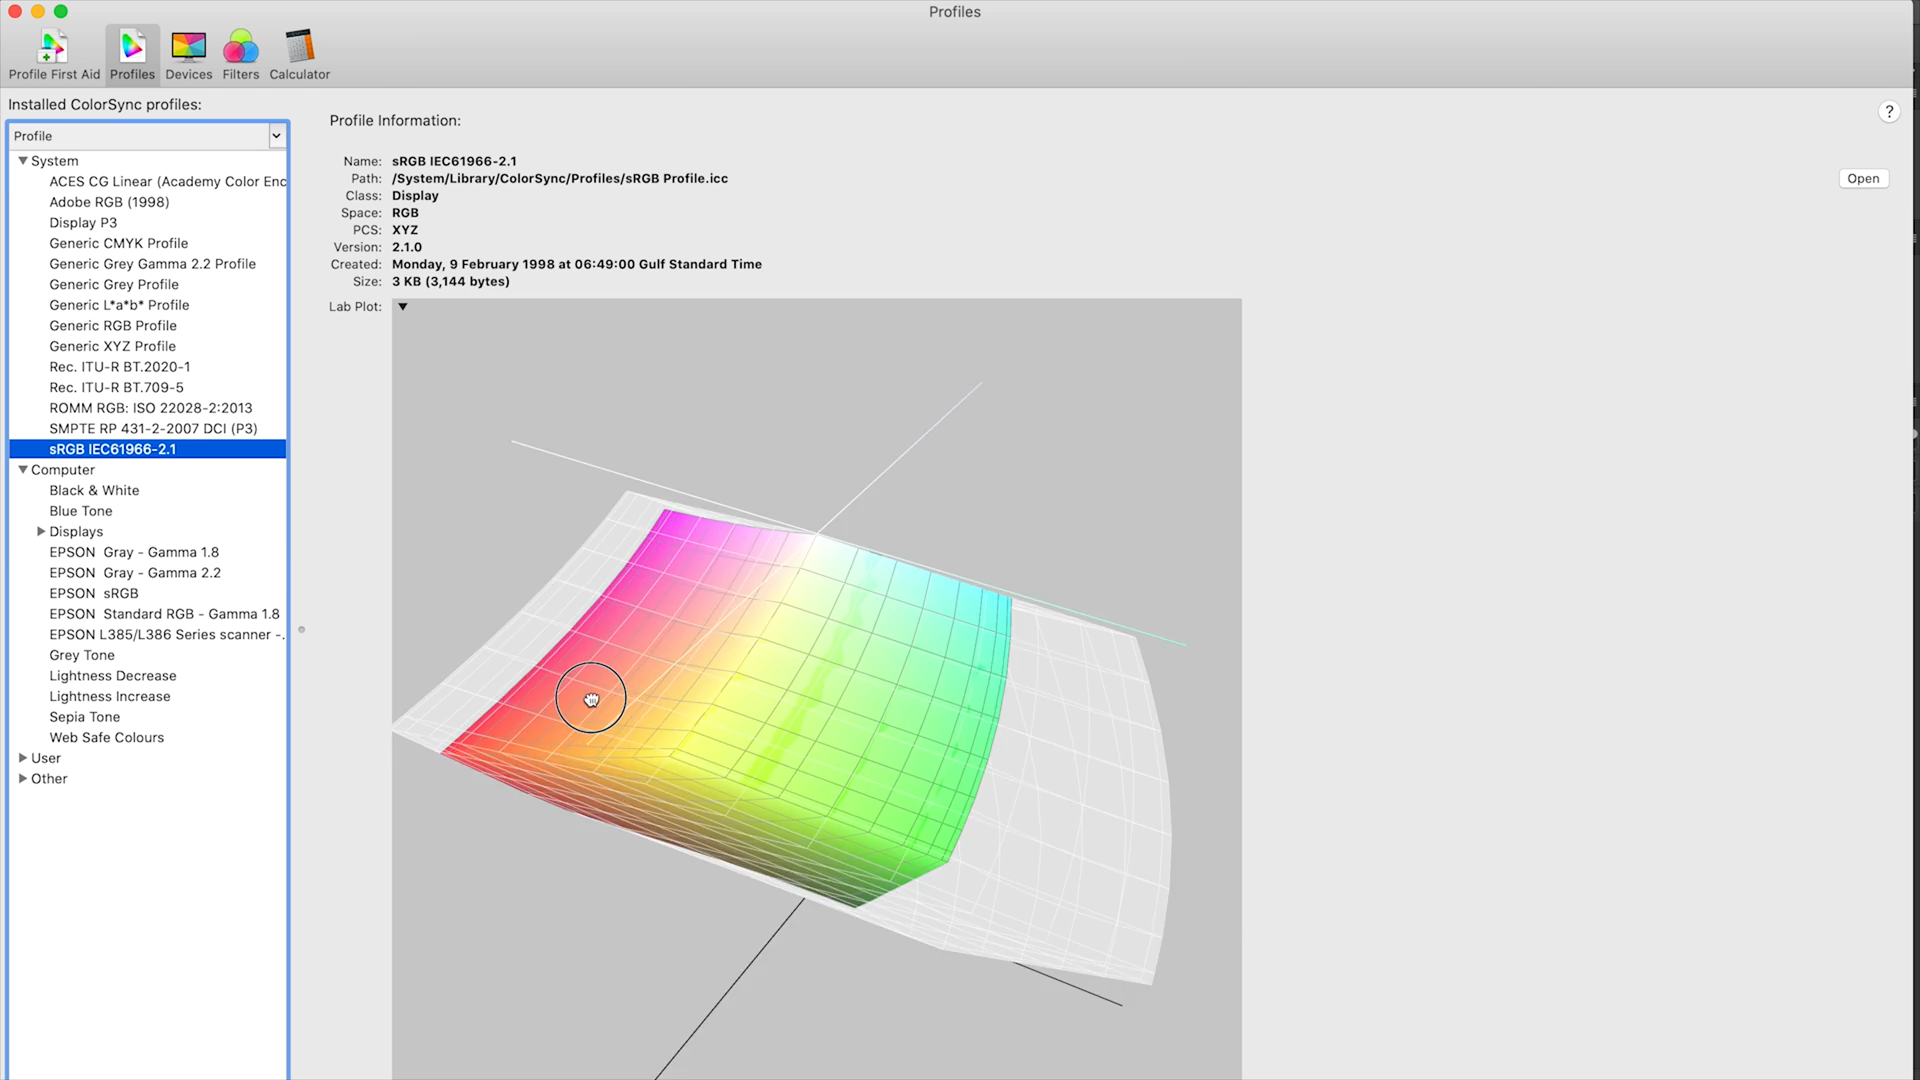 Profiles
Profile First Aid
Profiles
Devices
Filters
Calculator
Installed ColorSync profiles:
Profile
System
ACES CG Linear (Academy Color Enc
Adobe RGB (1998)
Display P3
Generic CMYK Profile
Generic Grey Gamma 2.2 Profile
Generic Grey Profile
Generic L*a*b* Profile
Generic RGB Profile
Generic XYZ Profile
Rec. ITU-R BT.2020-1
Rec. ITU-R BT.709-5
ROMM RGB: ISO 22028-2:2013
SMPTE RP 431-2-2007 DCI (P3)
sRGB IEC61966-2.1
Computer
Black & White
Blue Tone
Displays
EPSON  Gray - Gamma 1.8
EPSON  Gray - Gamma 2.2
EPSON  sRGB
EPSON  Standard RGB - Gamma 1.8
EPSON L385/L386 Series scanner -.
Grey Tone
Lightness Decrease
Lightness Increase
Sepia Tone
Web Safe Colours
User
Other
Profile Information:
?
Name: sRGB IEC61966-2.1
Path: /System/Library/ColorSync/Profiles/sRGB Profile.icc
Open
Class: Display
Space: RGB
PCS: XYZ
Version: 2.1.0
Created: Monday, 9 February 1998 at 06:49:00 Gulf Standard Time
Size: 3 KB (3,144 bytes)
Lab Plot: